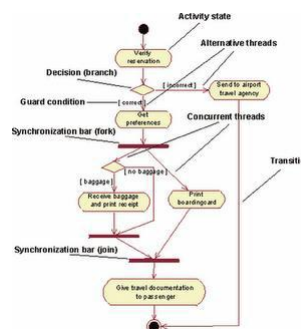 Activity state
Verify
reservation
Alternative threads
Decision (branch)
[ incorrect ]
Send to airport
travel agency
Guard condition
[ correct ]
Get
preferences
Concurrent threads
Synchronization bar (fork)
Transiti
[ no baggage ]
[ baggage ]
Receive baggage
and print receipt
Print
boardingcard
Synchronization bar (join)
Give travel documentation
to passenger